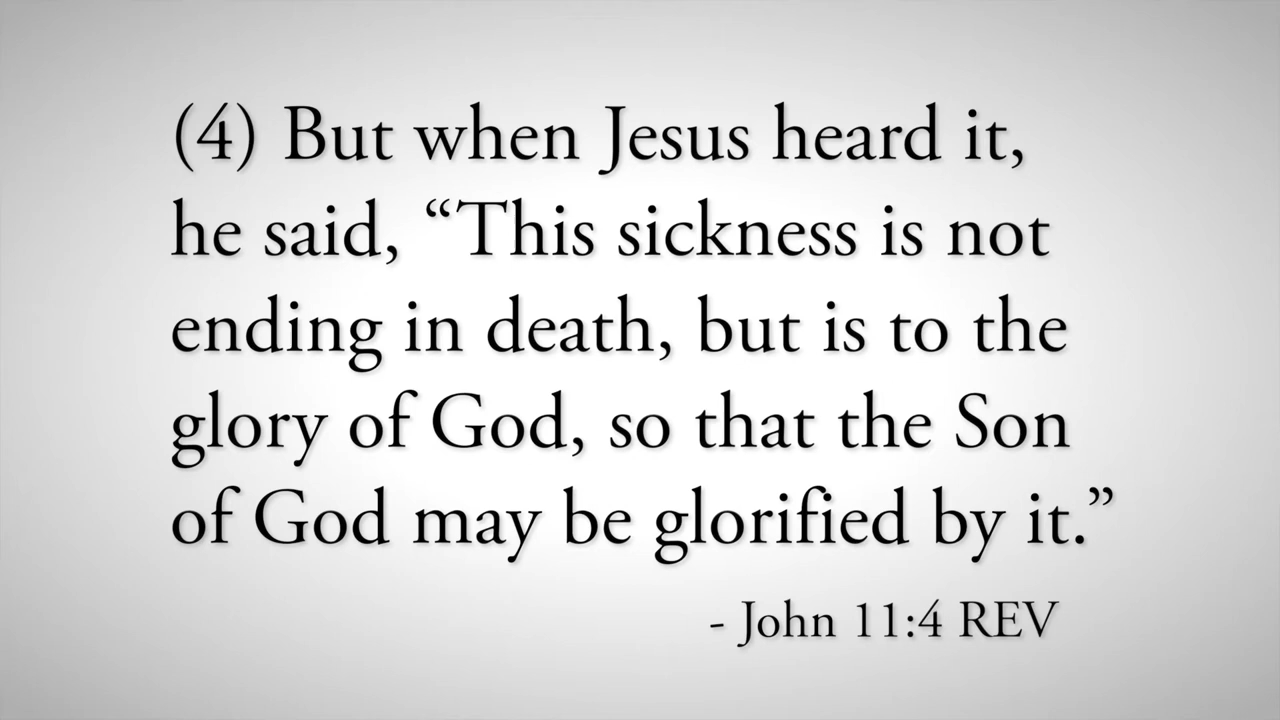 (4) But when Jesus heard it,
he said, “This sickness is not
ending in death, but is to the
glory of God, so that the Son
of God may be glorified by it.”
- John 11:4 REV